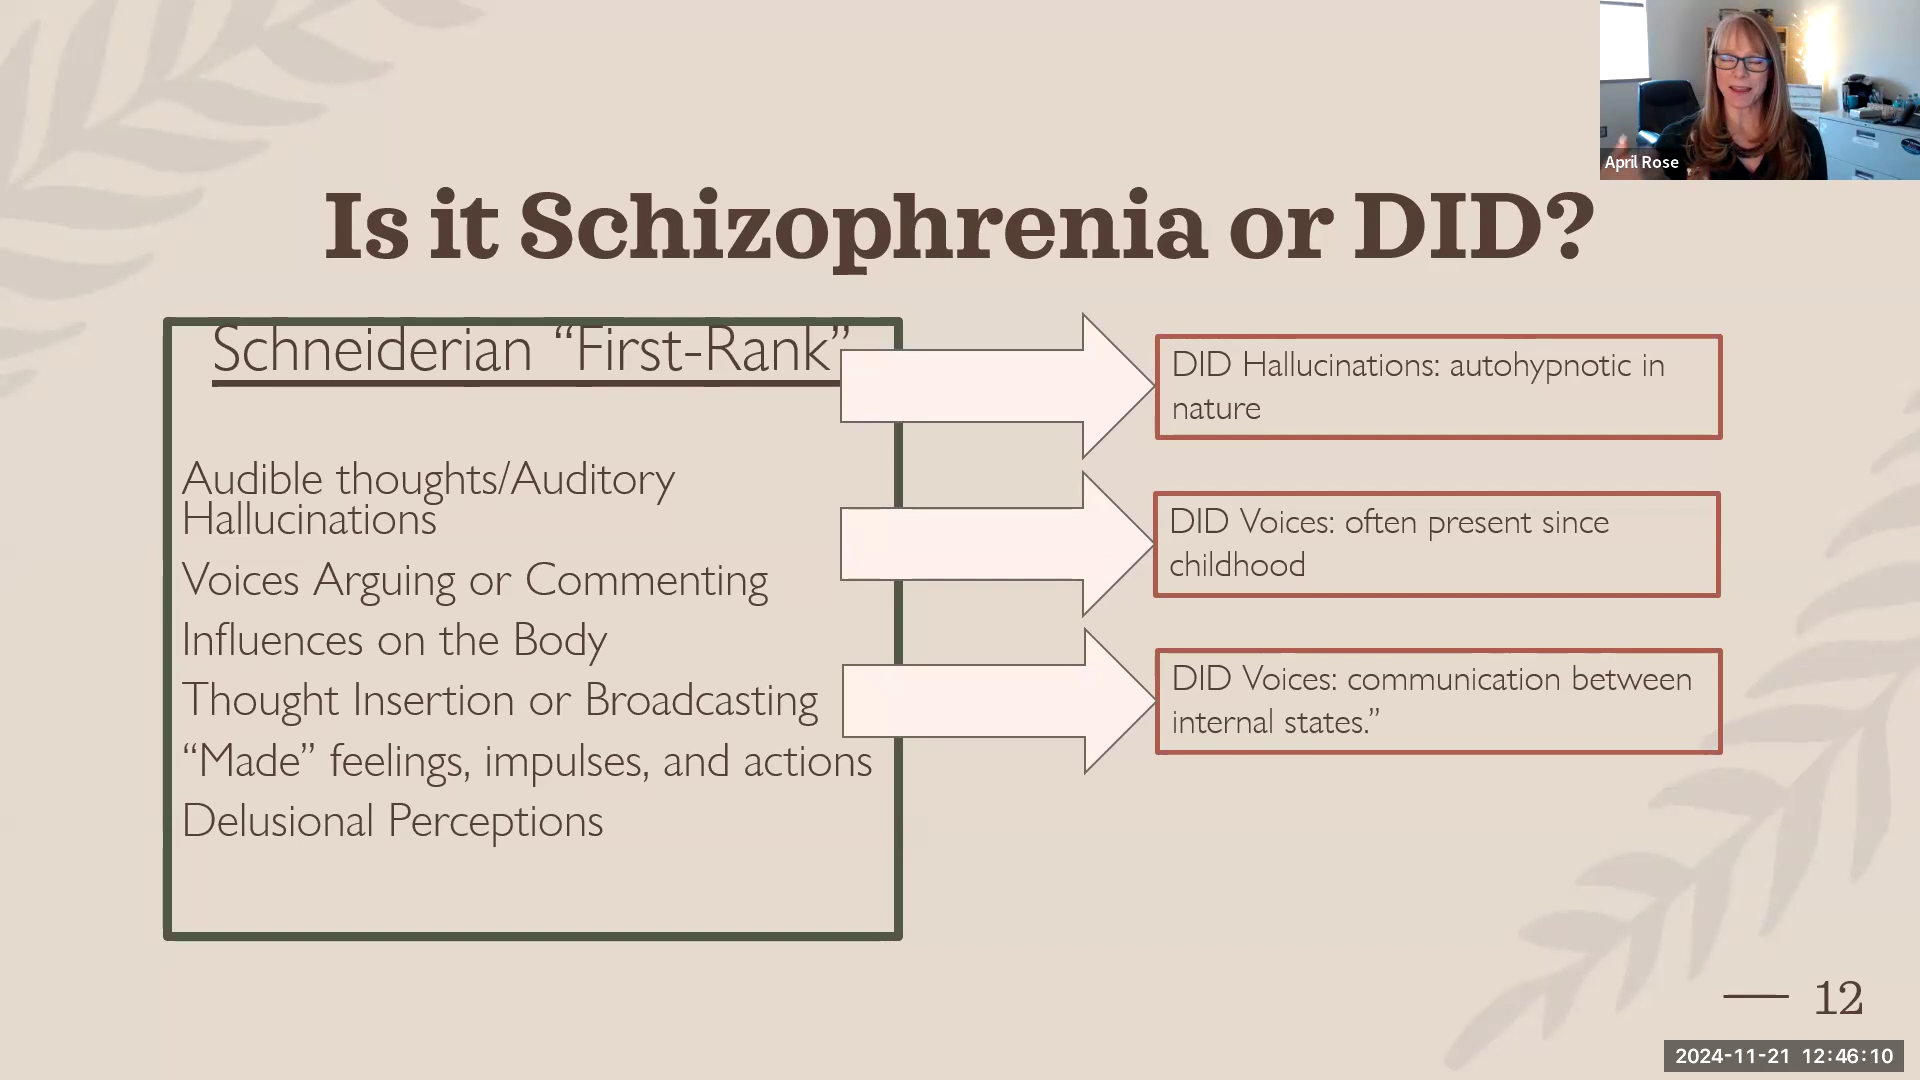 April Rose
Is it Schizophrenia or DID?
Schneiderian “First-Rank”
Audible thoughts/Auditory
Hallucinations
Voices Arguing or Commenting
Influences on the Body
Thought Insertion or Broadcasting
“Made” feelings, impulses, and actions
Delusional Perceptions
DID Hallucinations: autohypnotic in
nature
DID Voices: often present since
childhood
DID Voices: communication between
internal states.”
12
2024-11-21 12:46:10